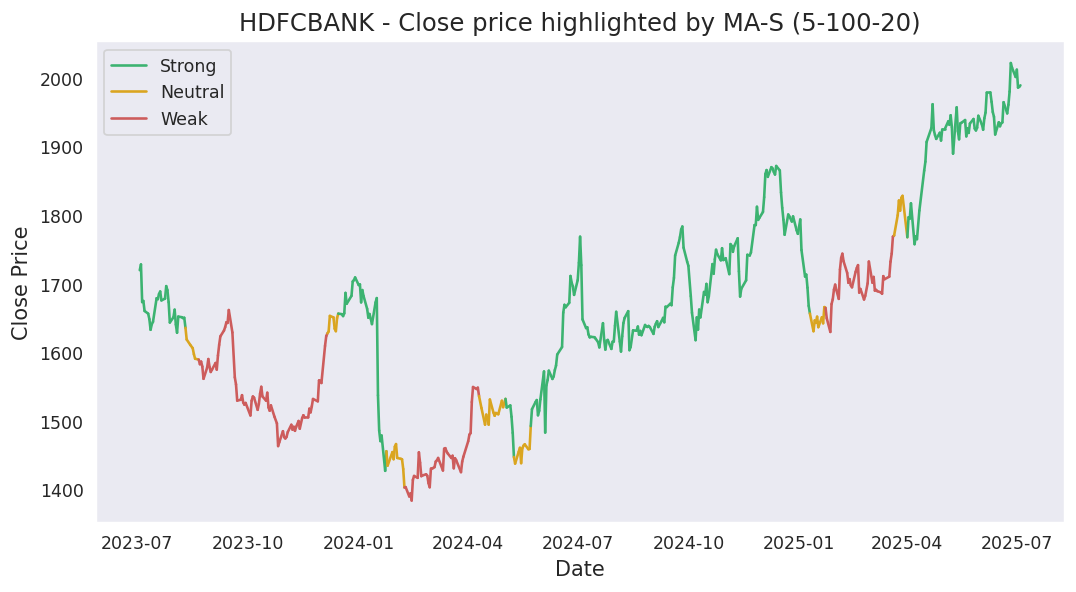 HDFCBANK - Close price highlighted by MA-S (5-100-20)
Strong
Neutral
Weak
Close Price
2000
1900
1800
1700
1600
1500
1400
2023-07 2023-10 2024-01 2024-04 2024-07 2024-10 2025-01 2025-04 2025-07
Date